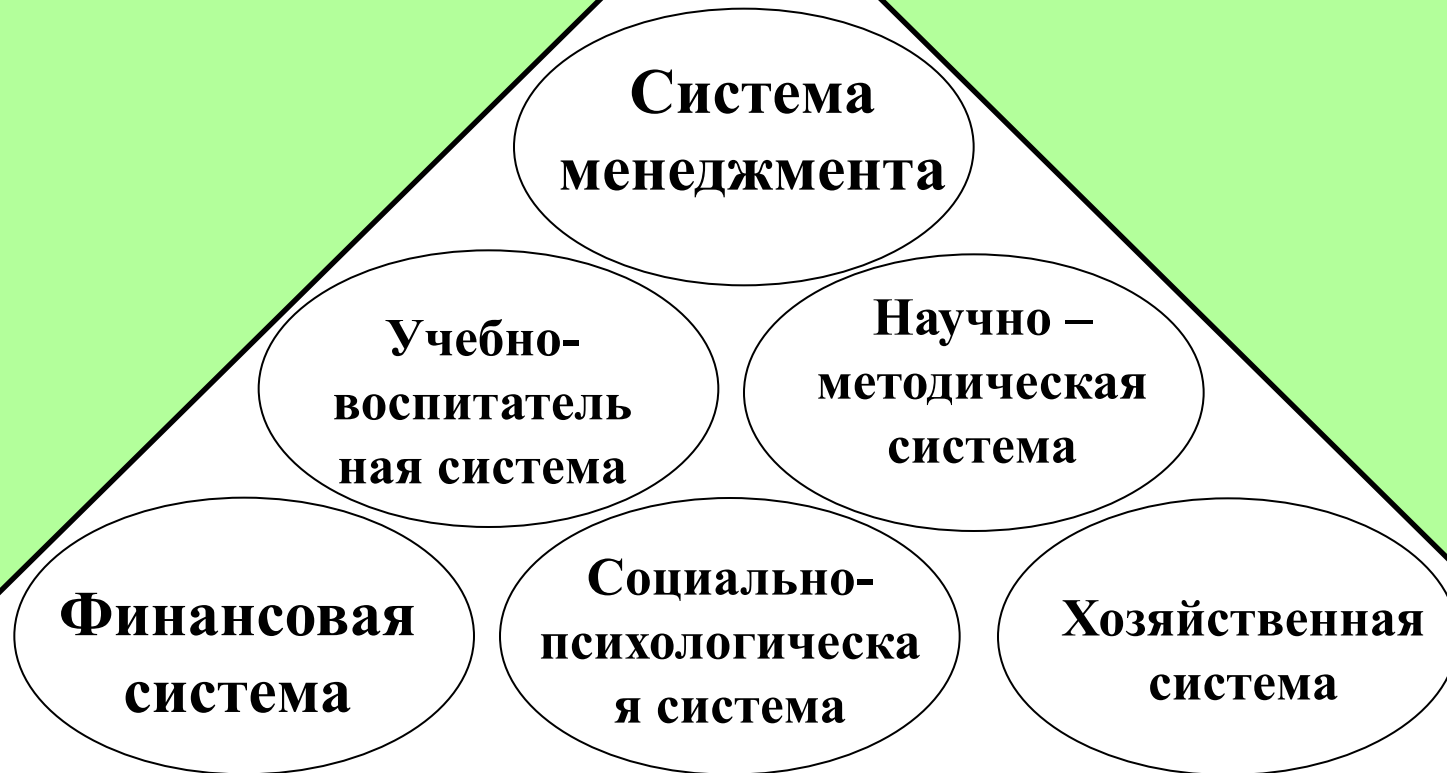 Система
менеджмента
Учебно-
воспитатель
ная система
Научно –
методическая
система
Финансовая
система
Социально-
психологическа
я система
Хозяйственная
система